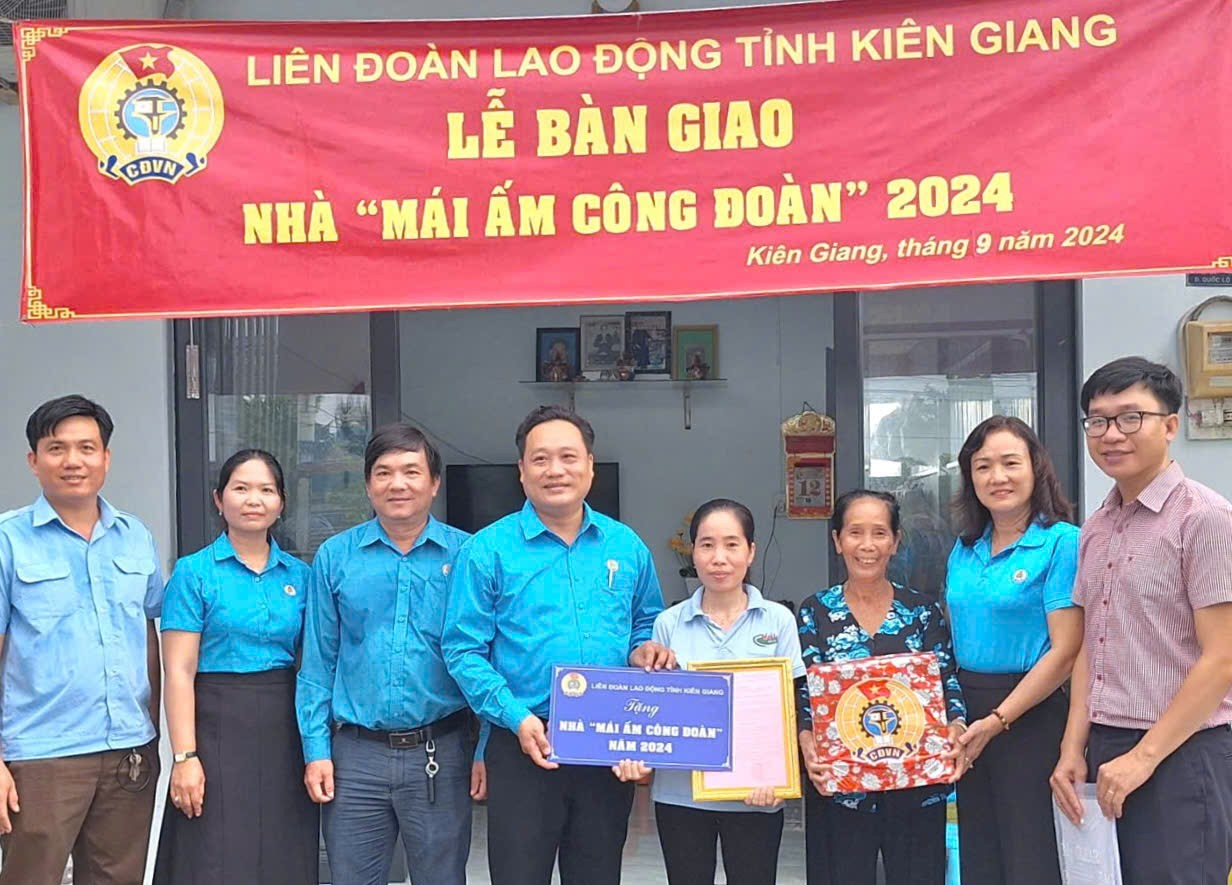 LIÊN ĐOÀN LAO ĐỘNG TỈNH KIÊN GIANG
LỄ BÀN GIAO
NHÀ “MÁI ẤM CÔNG ĐOÀN” 2024
Kiên Giang, tháng 9 năm 2024
CĐVN
Đ. QUỐC LỘ
12
LIÊN ĐOÀN LAO ĐỘNG TỈNH KIÊN GIANG
Tặng
NHÀ “MÁI ẤM CÔNG ĐOÀN”
NĂM 2024
CĐVN